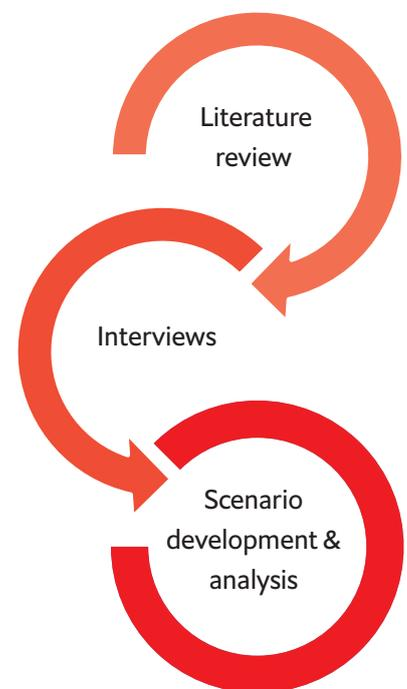 Literature
review
Interviews
Scenario
development &
analysis